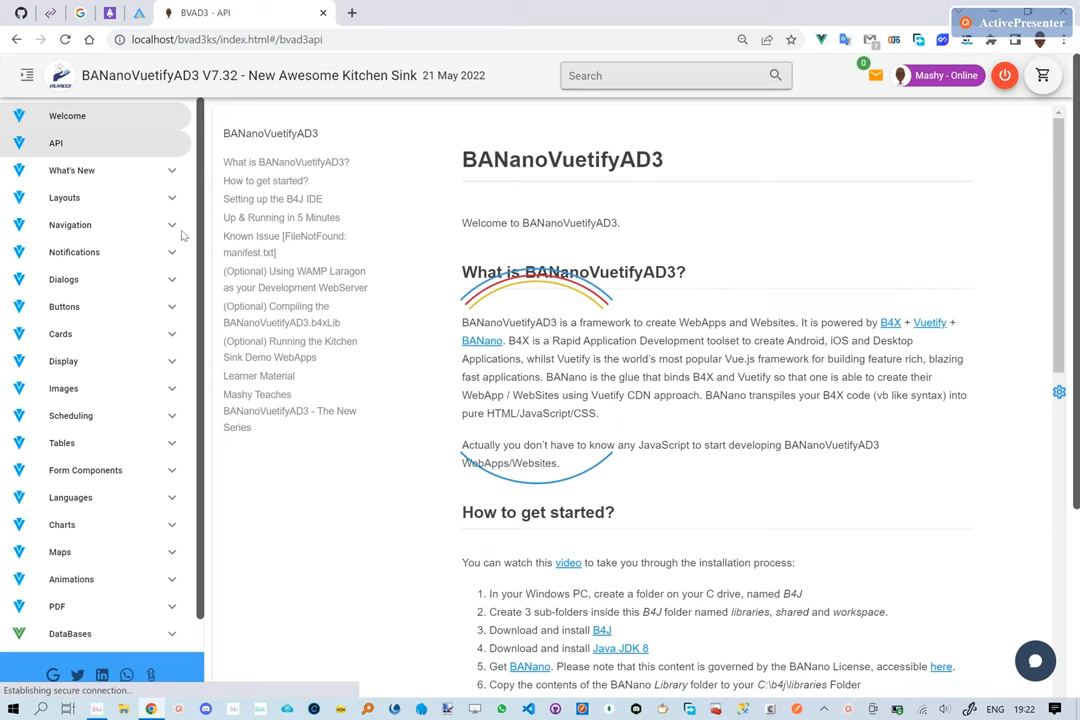 BVAD3 - API
ActivePresenter
localhost/bvad3ks/index.html#/bvad3api
BANanoVuetifyAD3 V7.32 - New Awesome Kitchen Sink 21 May 2022
Search
0
Mashy - Online
Welcome
API
What's New
Layouts
Navigation
Notifications
Dialogs
Buttons
Cards
Display
Images
Scheduling
Tables
Form Components
Languages
Charts
Maps
Animations
PDF
DataBases
Establishing secure connection...
BANanoVuetifyAD3
What is BANanoVuetifyAD3?
How to get started?
Setting up the B4J IDE
Up & Running in 5 Minutes
Known Issue [FileNotFound:
manifest.txt]
(Optional) Using WAMP Laragon
as your Development WebServer
(Optional) Compiling the
BANanoVuetifyAD3.b4xLib
(Optional) Running the Kitchen
Sink Demo WebApps
Learner Material
Mashy Teaches
BANanoVuetifyAD3 - The New
Series
BANanoVuetifyAD3
Welcome to BANanoVuetifyAD3.
What is BANanoVuetifyAD3?
BANanoVuetifyAD3 is a framework to create WebApps and Websites. It is powered by B4X + Vuetify +
BANano. B4X is a Rapid Application Development toolset to create Android, iOS and Desktop
Applications, whilst Vuetify is the world's most popular Vue.js framework for building feature rich, blazing
fast applications. BANano is the glue that binds B4X and Vuetify so that one is able to create their
WebApp / WebSites using Vuetify CDN approach. BANano transpiles your B4X code (vb like syntax) into
pure HTML/JavaScript/CSS.
Actually you don't have to know any JavaScript to start developing BANanoVuetifyAD3
WebApps/Websites.
How to get started?
You can watch this video to take you through the installation process:
1. In your Windows PC, create a folder on your C drive, named B4J
2. Create 3 sub-folders inside this B4J folder named libraries, shared and workspace.
3. Download and install B4J
4. Download and install Java JDK 8
5. Get BANano. Please note that this content is governed by the BANano License, accessible here.
6. Copy the contents of the BANano Library folder to your C:\b4j\libraries Folder
ENG 19:22